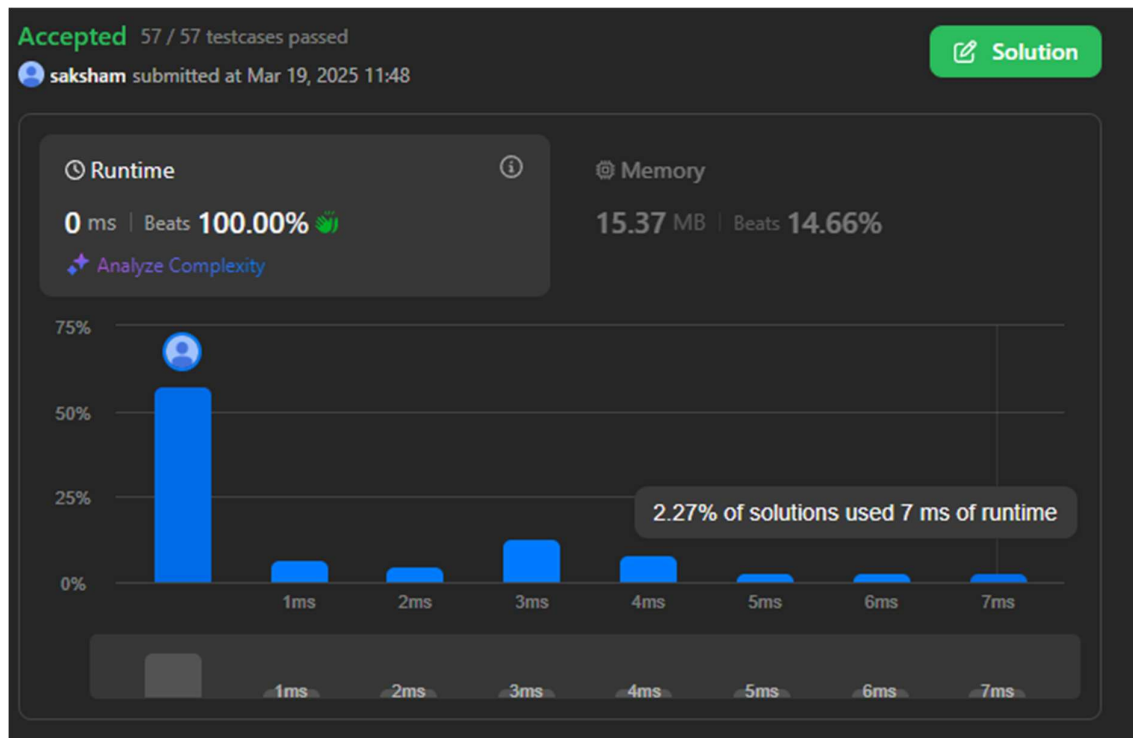 Accepted 57 / 57 testcases passed
Solution
saksham submitted at Mar 19, 2025 11:48
Runtime
Memory
0 ms | Beats 100.00%
15.37 MB | Beats 14.66%
Analyze Complexity
75%
50%
25%
2.27% of solutions used 7 ms of runtime
0%
1ms 2ms 3ms 4ms 5ms 6ms 7ms
1ms 2ms 3ms 4ms 5ms 6ms 7ms